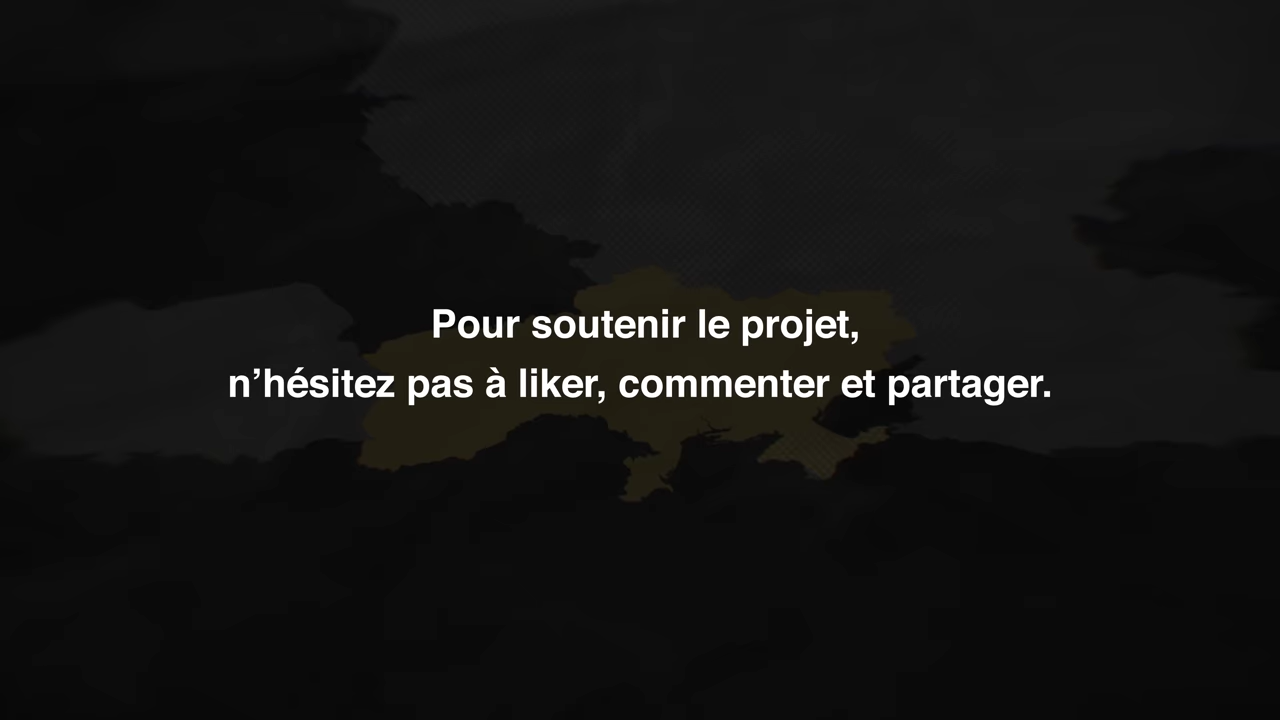 Pour soutenir le projet,
n’hésitez pas à liker, commenter et partager.